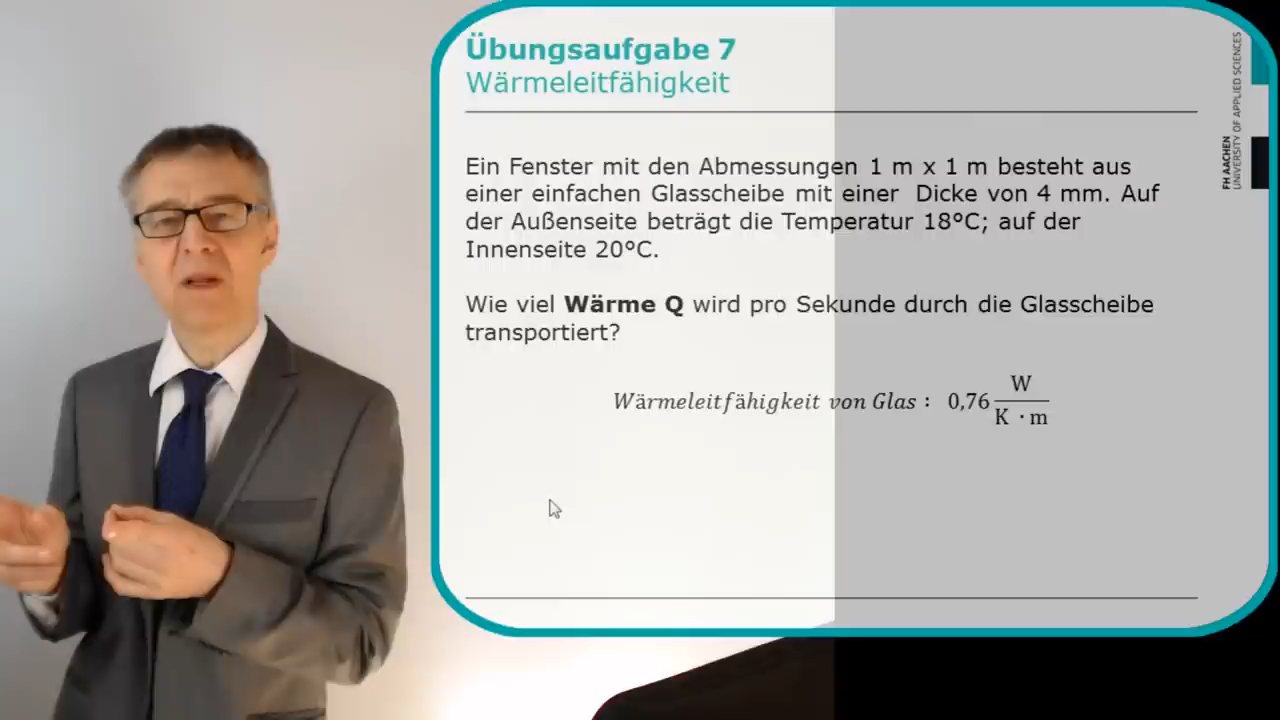 Übungsaufgabe 7
Wärmeleitfähigkeit
Ein Fenster mit den Abmessungen 1 m x 1 m besteht aus
einer einfachen Glasscheibe mit einer Dicke von 4 mm. Auf
der Außenseite beträgt die Temperatur 18°C; auf der
Innenseite 20°C.
Wie viel Wärme Q wird pro Sekunde durch die Glasscheibe
transportiert?
Wärmeleitfähigkeit von Glas : 0,76 W / K · m
FH AACHEN
UNIVERSITY OF APPLIED SCIENCES